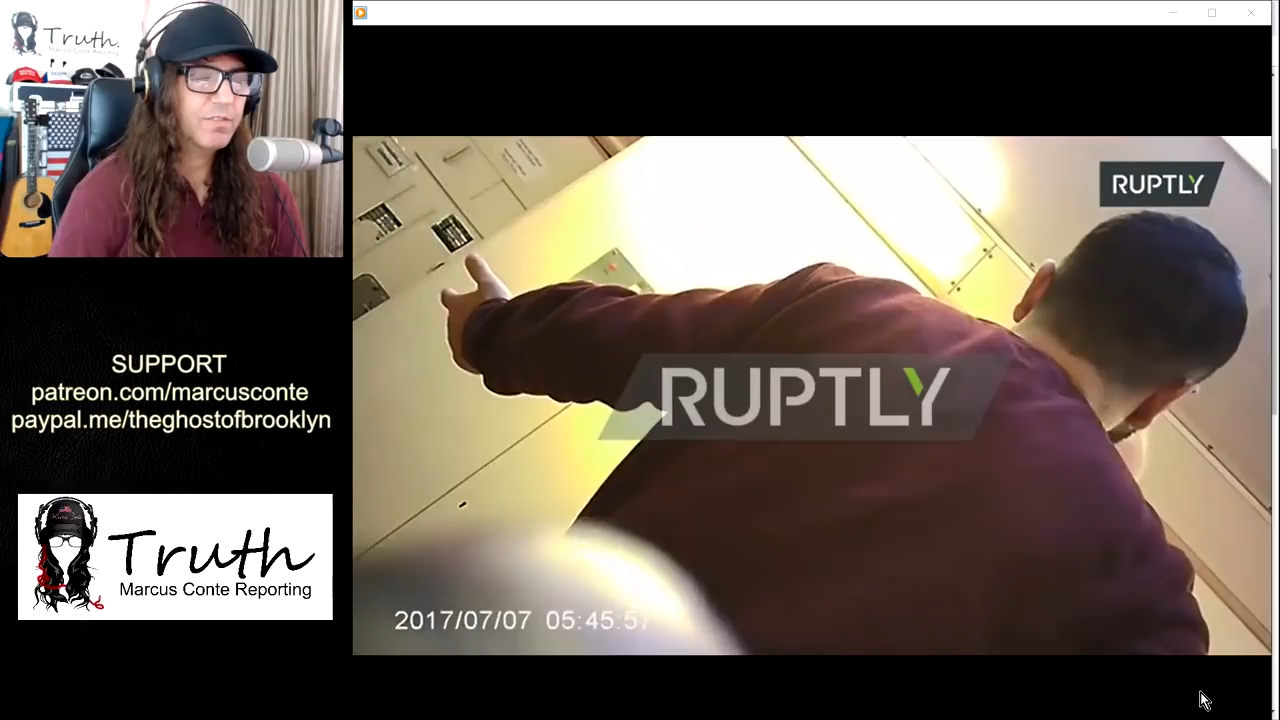 Truth.
Marcus Conte Reporting
RUPTLY
RUPTLY
SUPPORT
patreon.com/marcusconte
paypal.me/theghostofbrooklyn
Truth
Marcus Conte Reporting
2017/07/07 05:45:57